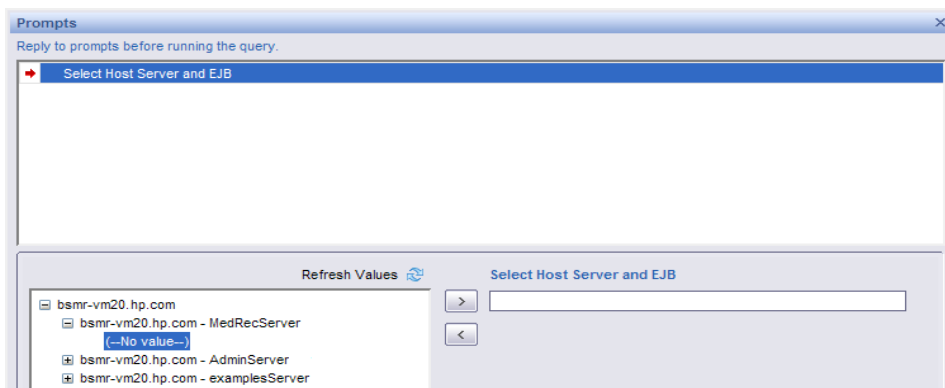 Prompts
Reply to prompts before running the query.
Select Host Server and EJB
Refresh Values
Select Host Server and EJB
>
<
bsmr-vm20.hp.com
bsmr-vm20.hp.com - MedRecServer
(--No value--)
bsmr-vm20.hp.com - AdminServer
bsmr-vm20.hp.com - examplesServer